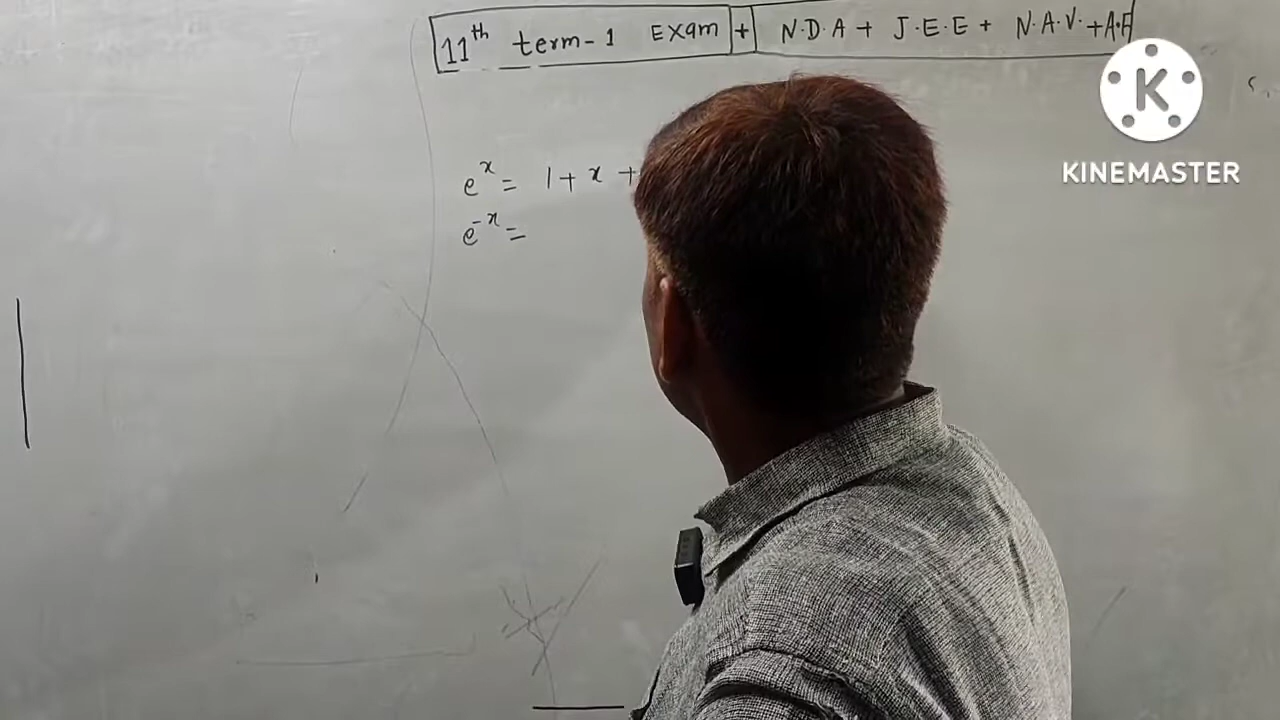 11th term-1 Exam + N.D.A + J.E.E + N.A.V. + A.F
K
KINEMASTER
e^x = 1 + x +
e^-x =